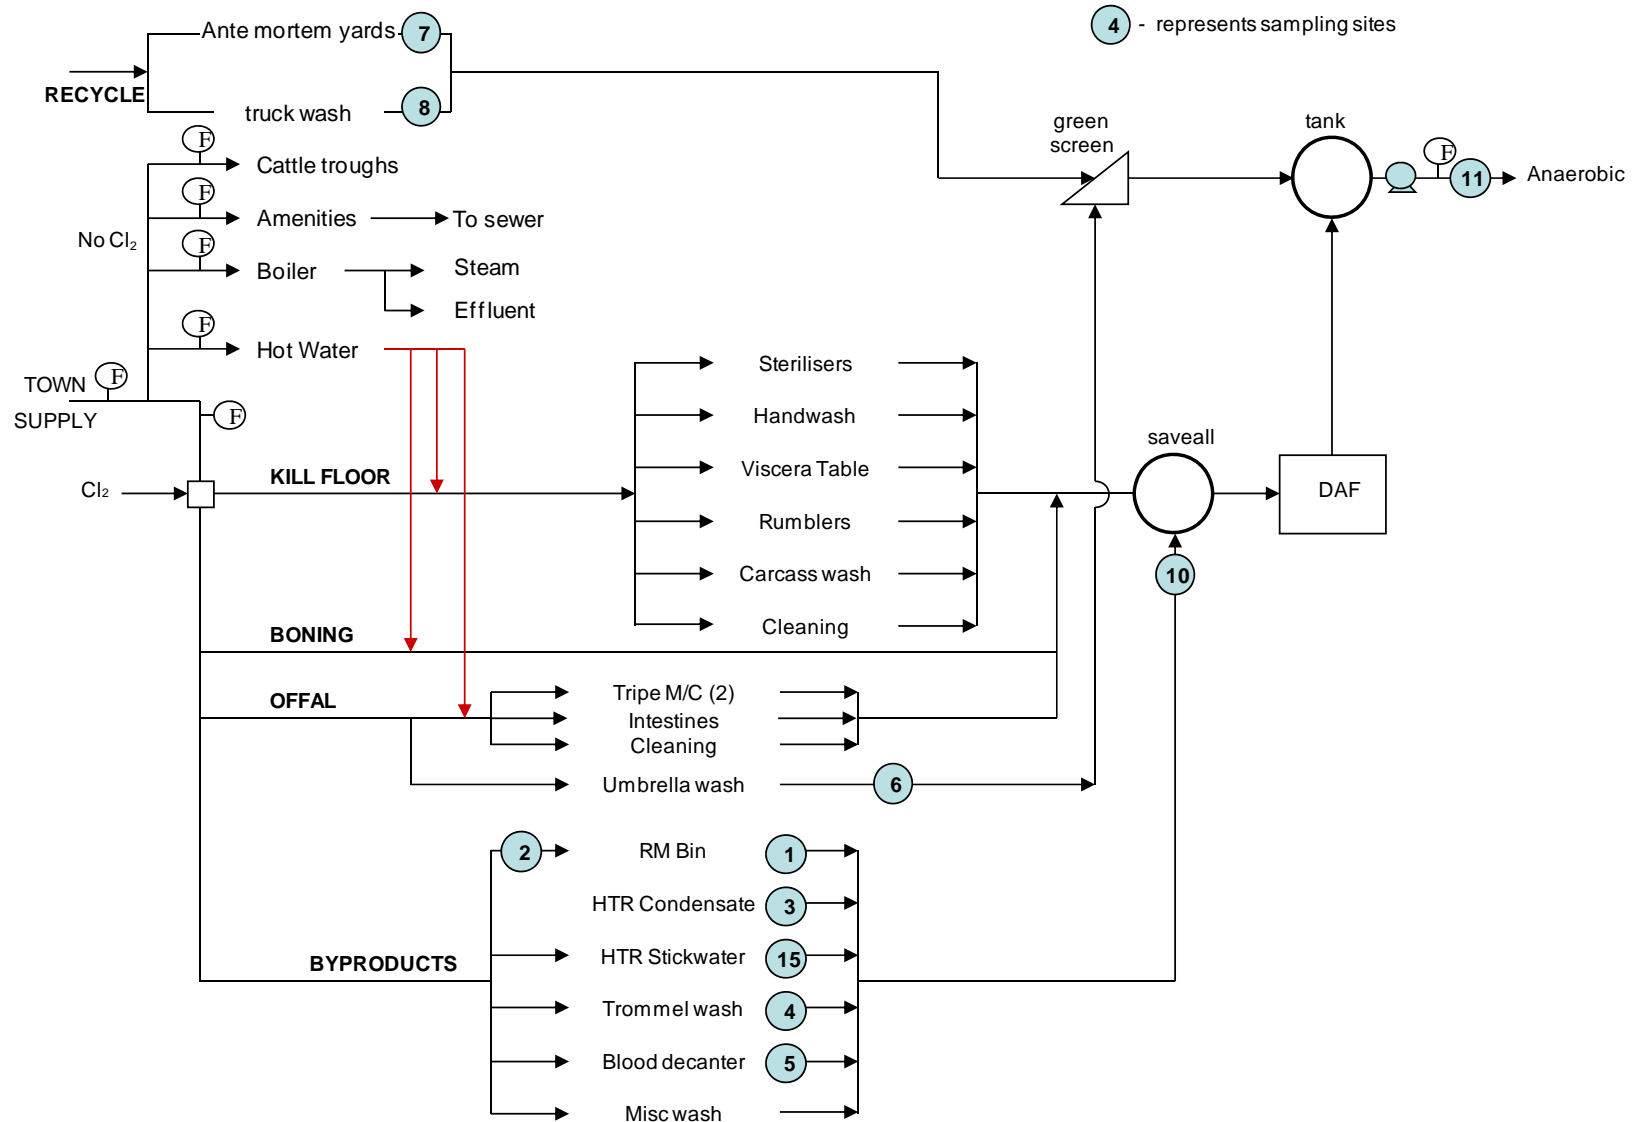 4 - represents sampling sites
Ante mortem yards 7
RECYCLE
truck wash 8
green
screen
tank
F
11
Anaerobic
F
Cattle troughs
F
Amenities
To sewer
No Cl₂
F
Boiler
Steam
Effluent
F
Hot Water
TOWN
F
SUPPLY
F
Cl₂
KILL FLOOR
Sterilisers
Handwash
Viscera Table
Rumblers
Carcass wash
Cleaning
saveall
DAF
10
BONING
OFFAL
Tripe M/C (2)
Intestines
Cleaning
Umbrella wash
6
BYPRODUCTS
2
RM Bin
1
HTR Condensate
3
HTR Stickwater
15
Trommel wash
4
Blood decanter
5
Misc wash